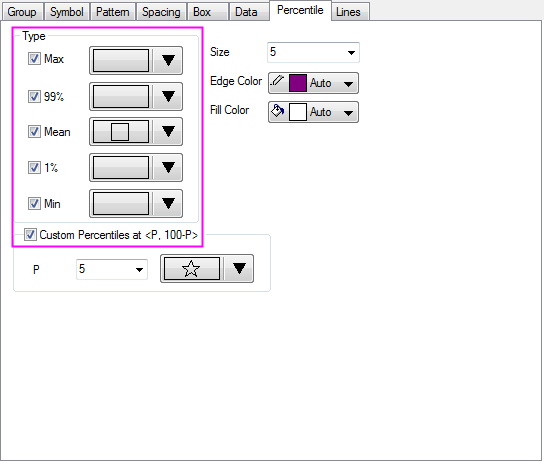 Group Symbol Pattern Spacing Box Data Percentile Lines
Type
Max
99%
Mean
1%
Min
Custom Percentiles at <P, 100-P>
P 5
Size 5
Edge Color Auto
Fill Color Auto